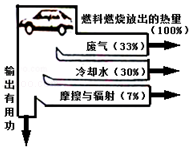 燃料燃烧放出的热量
(100%)
废气(33%)
冷却水(30%)
摩擦与辐射(7%)
输出有用功